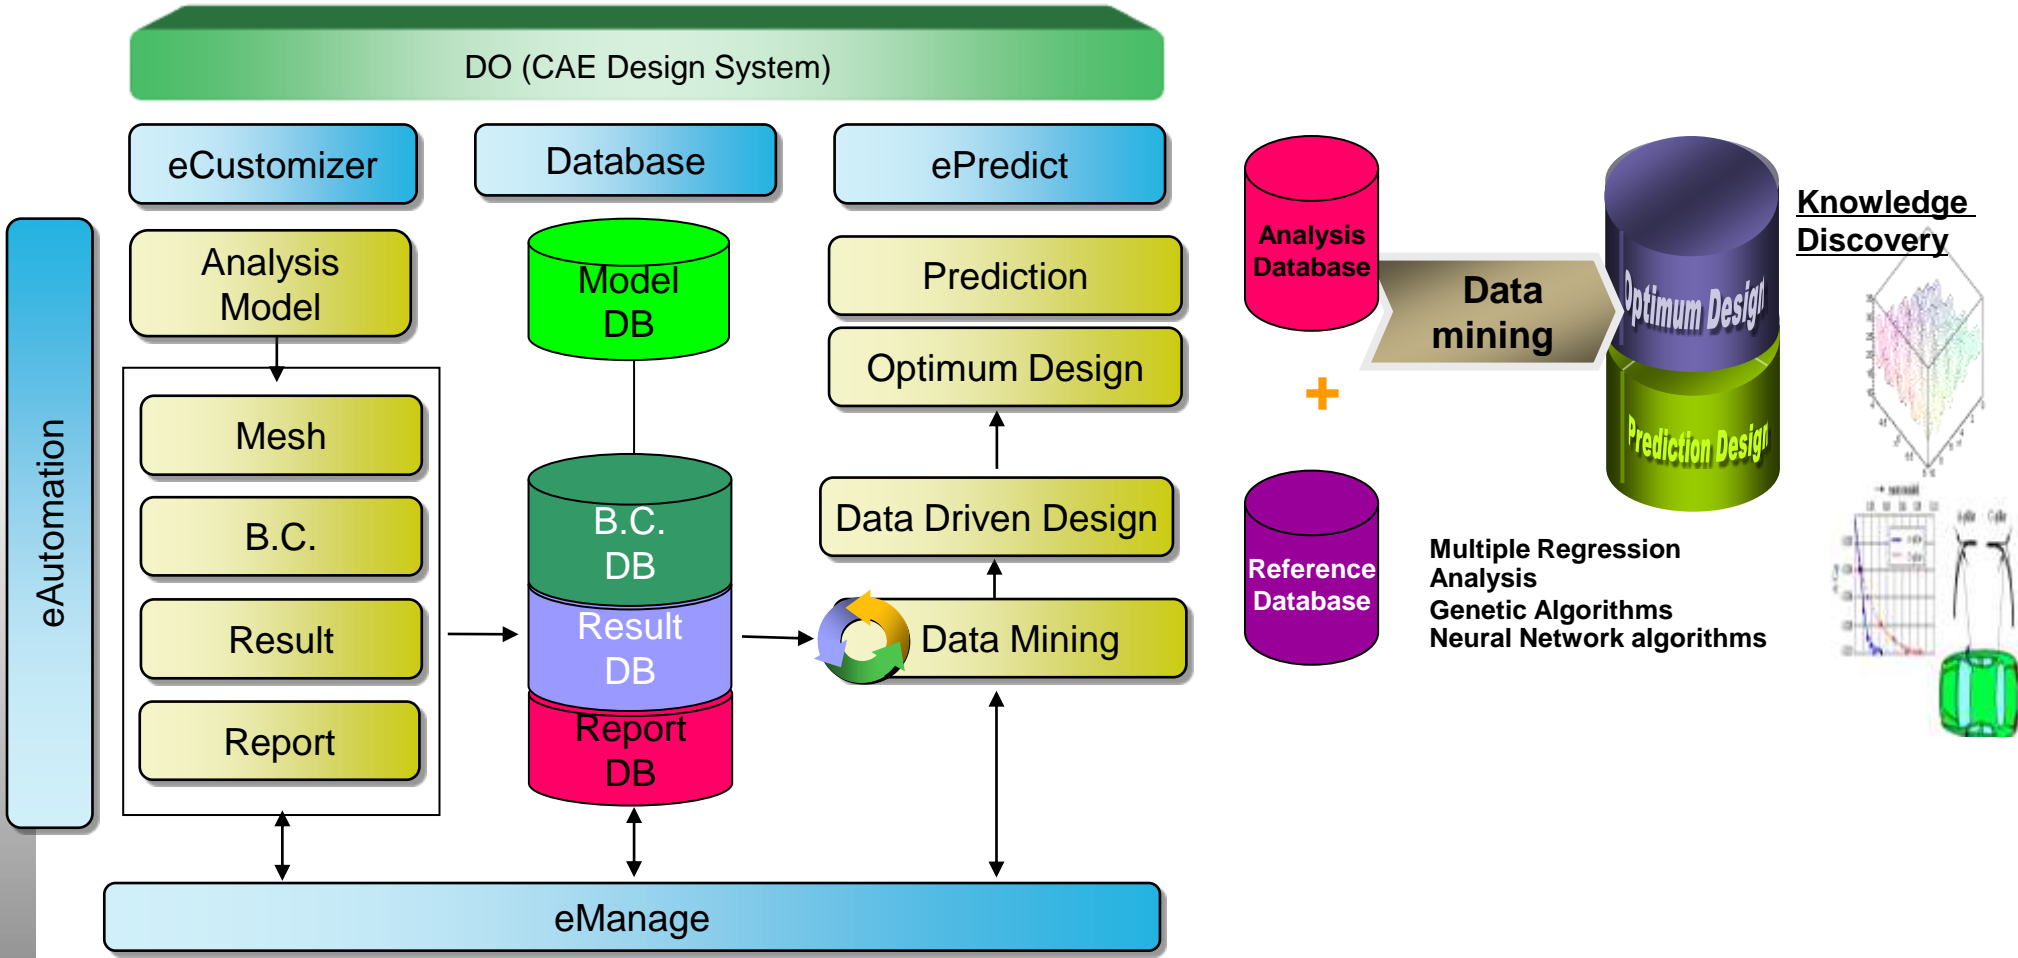 DO (CAE Design System)
eCustomizer
Database
ePredict
eAutomation
Analysis
Model
Mesh
B.C.
Result
Report
Model
DB
B.C.
DB
Result
DB
Report
DB
Prediction
Optimum Design
Data Driven Design
Data Mining
eManage
Analysis
Database
Reference
Database
Data
mining
Optimum Design
Prediction Design
Knowledge
Discovery
Multiple Regression
Analysis
Genetic Algorithms
Neural Network algorithms